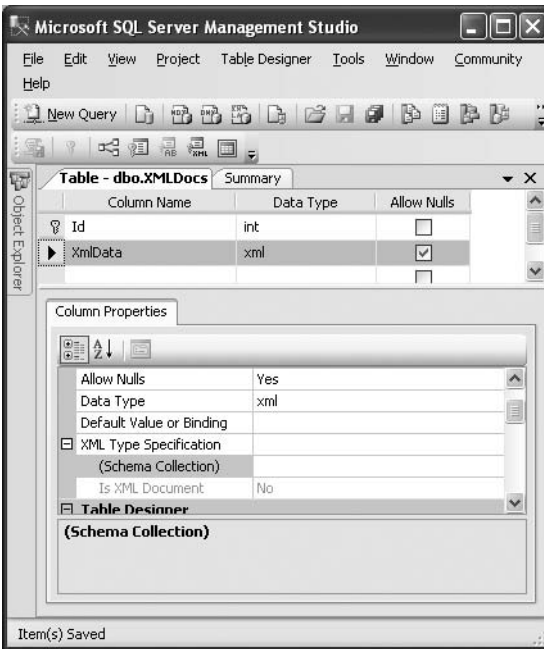 Microsoft SQL Server Management Studio
File Edit View Project Table Designer Tools Window Community
Help
New Query
Object Explorer
Table - dbo.XMLDocs Summary
Column Name Data Type Allow Nulls
Id int
XmlData xml
Column Properties
Allow Nulls Yes
Data Type xml
Default Value or Binding
XML Type Specification
(Schema Collection)
Is XML Document No
Table Designer
(Schema Collection)
Item(s) Saved